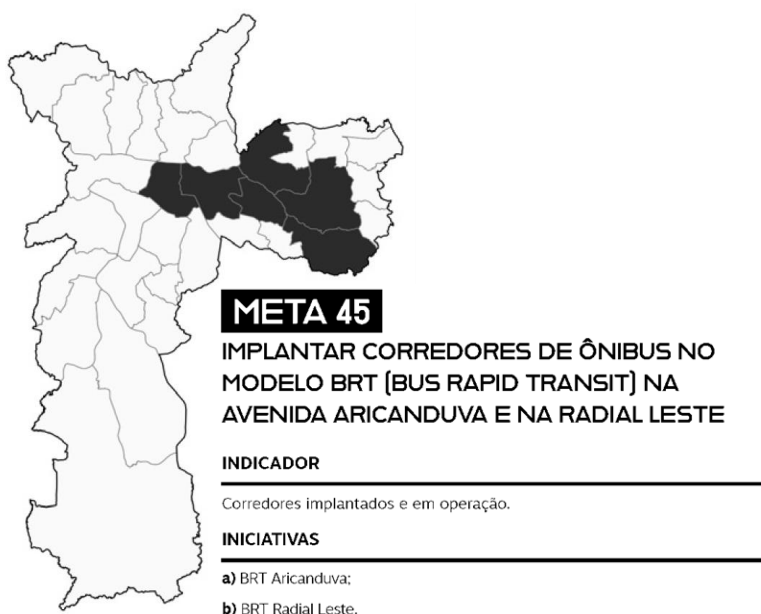 META 45
IMPLANTAR CORREDORES DE ÔNIBUS NO
MODELO BRT (BUS RAPID TRANSIT) NA
AVENIDA ARICANDUVA E NA RADIAL LESTE
INDICADOR
Corredores implantados e em operação.
INICIATIVAS
a) BRT Aricanduva;
b) BRT Radial Leste.